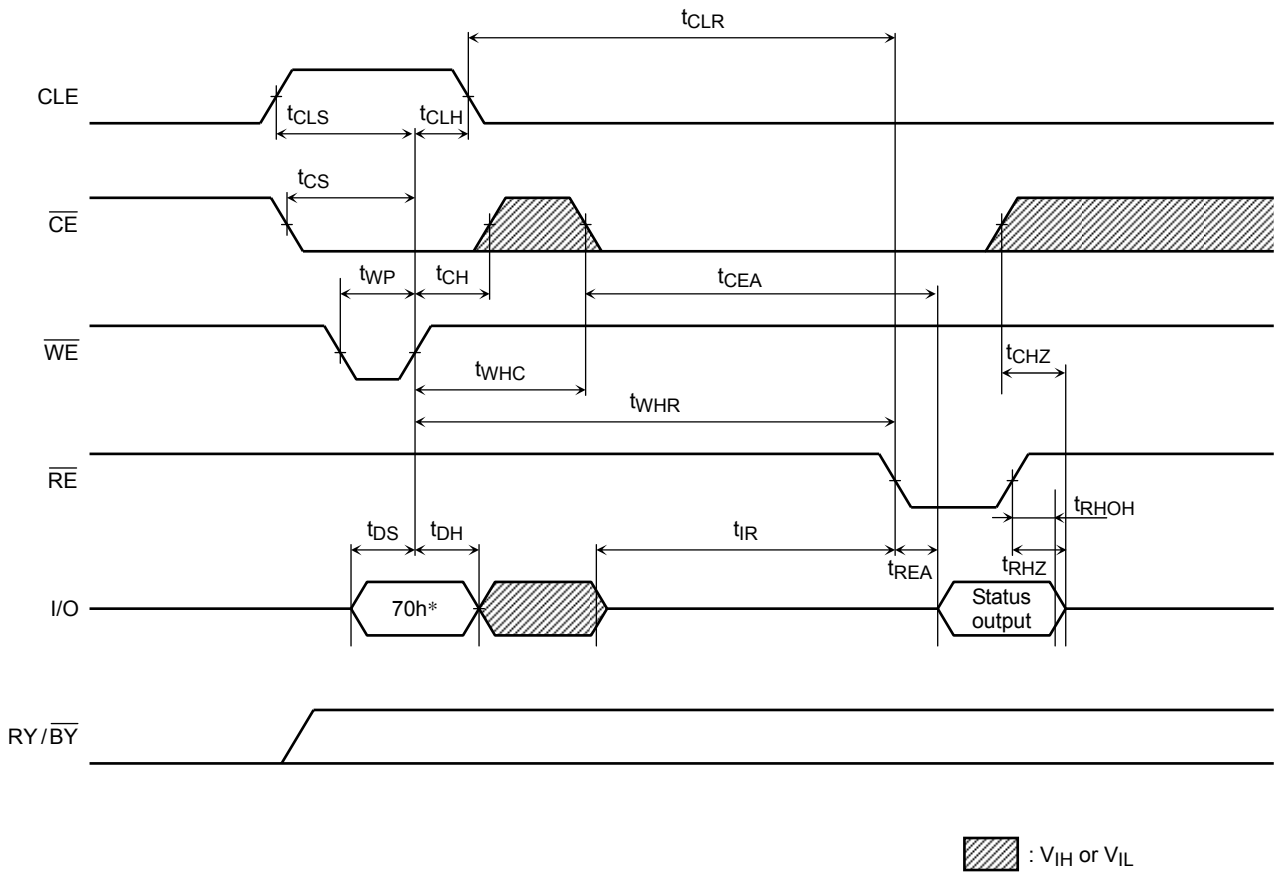 tCLR
CLE
tCLS
tCLH
tCS
CE
tWP
tCH
tCEA
WE
tCHZ
tWHC
tWHR
RE
tRHOH
tDS
tDH
tIR
tREA
tRHZ
I/O
70h*
Status
output
RY/BY
: VIH or VIL